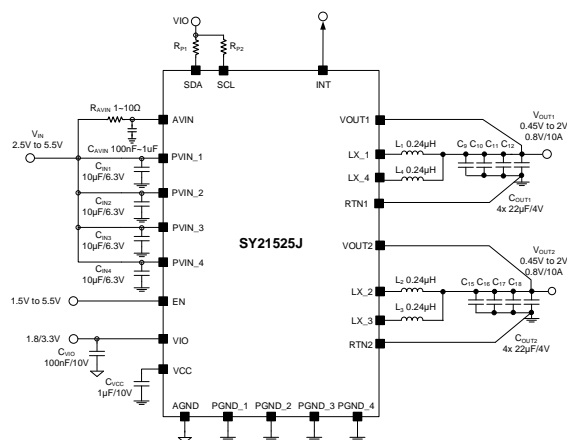 VIO
RP1
RP2
SDA
SCL
INT
RAVIN 1~10Ω
AVIN
VIN
2.5V to 5.5V
CAVIN 100nF~1uF
PVIN_1
CIN1
10µF/6.3V
PVIN_2
CIN2
10µF/6.3V
PVIN_3
CIN3
10µF/6.3V
PVIN_4
CIN4
10µF/6.3V
1.5V to 5.5V
EN
1.8/3.3V
VIO
CVIO
100nF/10V
VCC
CVCC
1µF/10V
AGND
PGND_1
PGND_2
PGND_3
PGND_4
SY21525J
VOUT1
VOUT1
0.45V to 2V
0.8V/10A
L1 0.24µH
LX_1
C9 C10 C11 C12
L4 0.24µH
LX_4
RTN1
COUT1
4x 22µF/4V
VOUT2
VOUT2
0.45V to 2V
0.8V/10A
L2 0.24µH
LX_2
C15 C16 C17 C18
L3 0.24µH
LX_3
RTN2
COUT2
4x 22µF/4V